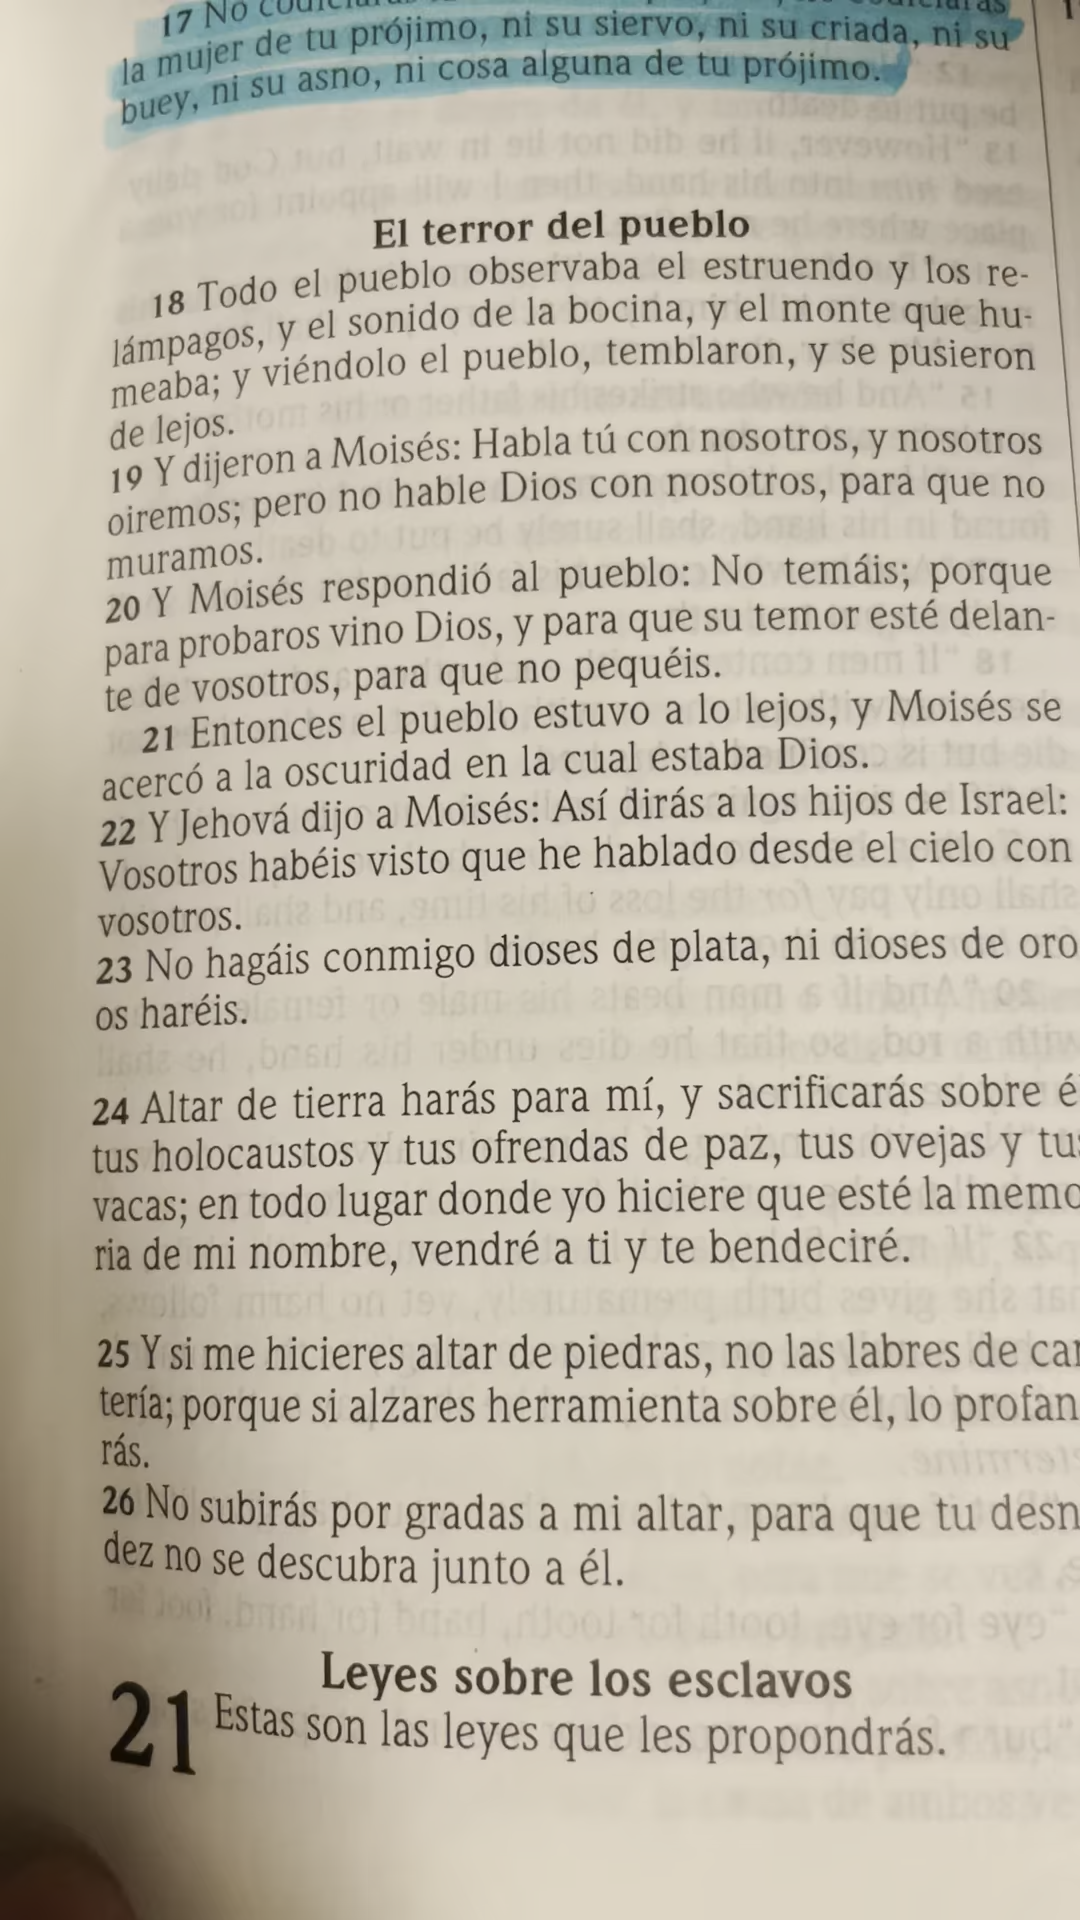 17 No
la mujer de tu prójimo, ni su siervo, ni su criada, ni su
buey, ni su asno, ni cosa alguna de tu prójimo.
El terror del pueblo
18 Todo el pueblo observaba el estruendo y los re-
lámpagos, y el sonido de la bocina, y el monte que hu-
meaba; y viéndolo el pueblo, temblaron, y se pusieron
de lejos.
19 Y dijeron a Moisés: Habla tú con nosotros, y nosotros
oiremos; pero no hable Dios con nosotros, para que no
muramos.
20 Y Moisés respondió al pueblo: No temáis; porque
para probaros vino Dios, y para que su temor esté delan-
te de vosotros, para que no pequéis.
21 Entonces el pueblo estuvo a lo lejos, y Moisés se
acercó a la oscuridad en la cual estaba Dios.
22 Y Jehová dijo a Moisés: Así dirás a los hijos de Israel:
Vosotros habéis visto que he hablado desde el cielo con
vosotros.
23 No hagáis conmigo dioses de plata, ni dioses de oro
os haréis.
24 Altar de tierra harás para mí, y sacrificarás sobre é
tus holocaustos y tus ofrendas de paz, tus ovejas y tu
vacas; en todo lugar donde yo hiciere que esté la memo
ria de mi nombre, vendré a ti y te bendeciré.
25 Y si me hicieres altar de piedras, no las labres de can
tería; porque si alzares herramienta sobre él, lo profan
rás.
26 No subirás por gradas a mi altar, para que tu desn
dez no se descubra junto a él.
Leyes sobre los esclavos
21 Estas son las leyes que les propondrás.